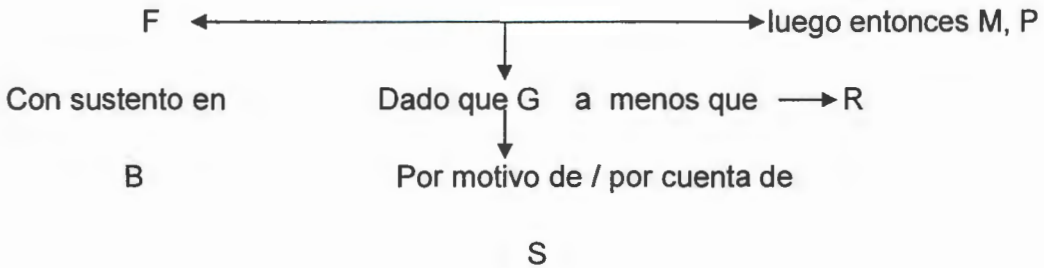 F luego entonces M, P
Con sustento en Dado que G a menos que R
B Por motivo de / por cuenta de
S